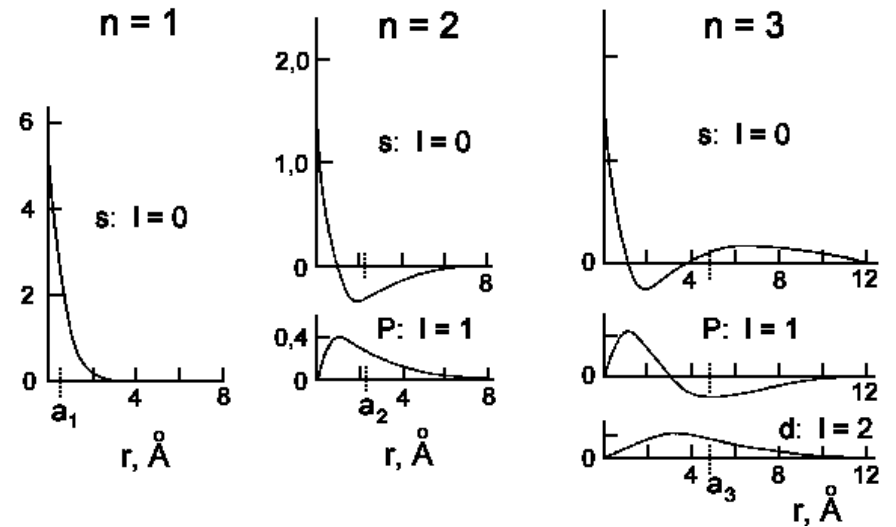 n = 1
6
4
2
0
s: l = 0
a1
4
8
r, Å
n = 2
2,0
1,0
0
s: l = 0
8
0,4
0
P: l = 1
a2
4
8
r, Å
n = 3
s: l = 0
0
4
8
12
P: l = 1
0
12
d: l = 2
0
4
a3
8
12
r, Å